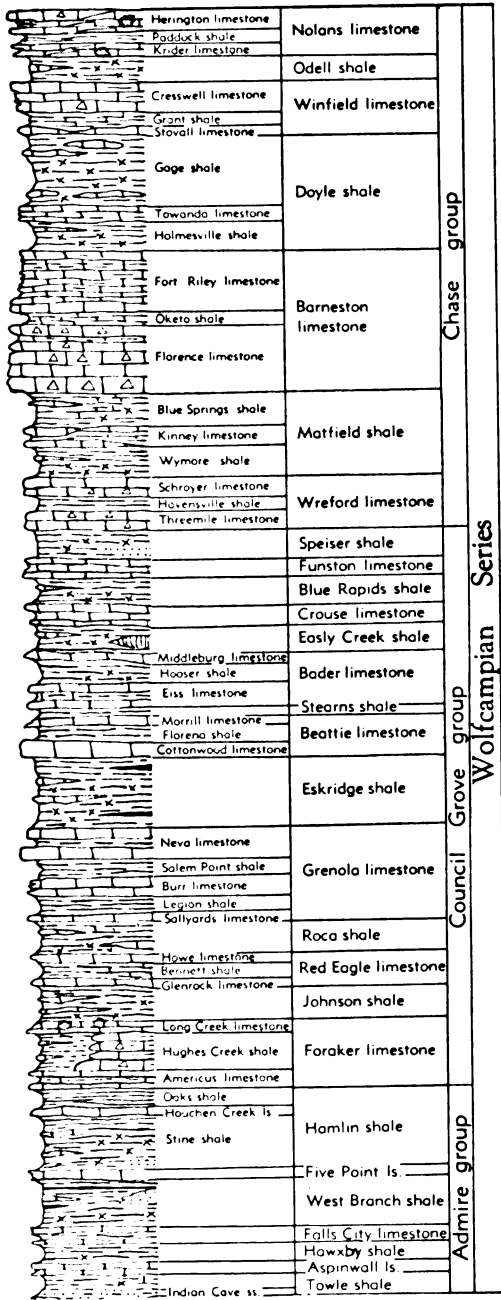 Herington limestone
Paddock shale
Krider limestone
Nolans limestone
Odell shale
Cresswell limestone
Grant shale
Stovall limestone
Winfield limestone
Gage shale
Towanda limestone
Holmesville shale
Doyle shale
Fort Riley limestone
Oketo shale
Florence limestone
Barneston
limestone
Blue Springs shale
Kinney limestone
Wymore shale
Matfield shale
Schroyer limestone
Havensville shale
Threemile limestone
Wreford limestone
Chase group
Speiser shale
Funston limestone
Blue Rapids shale
Crouse limestone
Easly Creek shale
Middleburg limestone
Hooser shale
Eiss limestone
Bader limestone
Stearns shale
Morrill limestone
Florena shale
Cottonwood limestone
Beattie limestone
Eskridge shale
Neva limestone
Salem Point shale
Burr limestone
Legion shale
Sallyards limestone
Grenola limestone
Roca shale
Howe limestone
Bennett shale
Glenrock limestone
Red Eagle limestone
Johnson shale
Long Creek limestone
Hughes Creek shale
Americus limestone
Foraker limestone
Council Grove group
Oaks shale
Houchen Creek ls
Stine shale
Hamlin shale
Five Point ls.
West Branch shale
Falls City limestone
Hawxby shale
Aspinwall ls.
Towle shale
Indian Cave ss.
Admire group
Wolfcampian Series